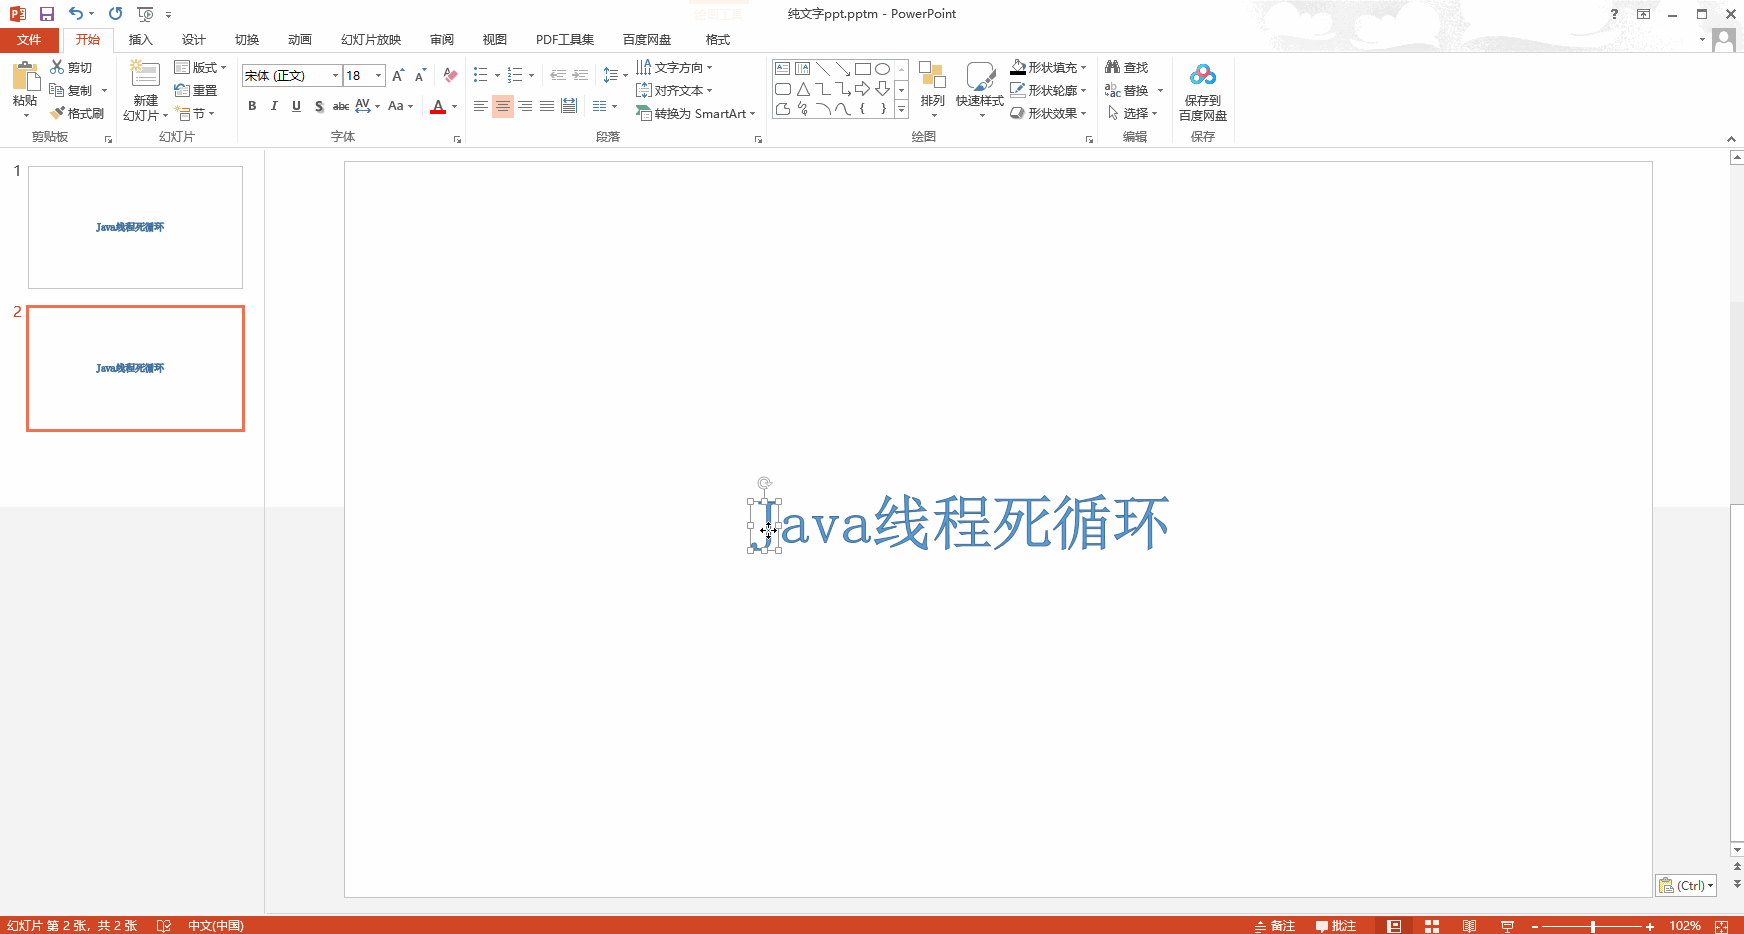 绘图工具
纯文字ppt.pptm - PowerPoint
?
文件 开始 插入 设计 切换 动画 幻灯片放映 审阅 视图 PDF工具集 百度网盘 格式
粘贴 剪切 复制 格式刷
新建 幻灯片 版式 重置 节
宋体 (正文) 18 A A
B I U S abc AV Aa A
文字方向 对齐文本 转换为 SmartArt
排列 快速样式 形状填充 形状轮廓 形状效果
查找 替换 选择
保存到 百度网盘
剪贴板 幻灯片 字体 段落 绘图 编辑 保存
1
Java线程死循环
2
Java线程死循环
Java线程死循环
(Ctrl)
幻灯片 第 2 张，共 2 张 中文(中国) 备注 批注 102%